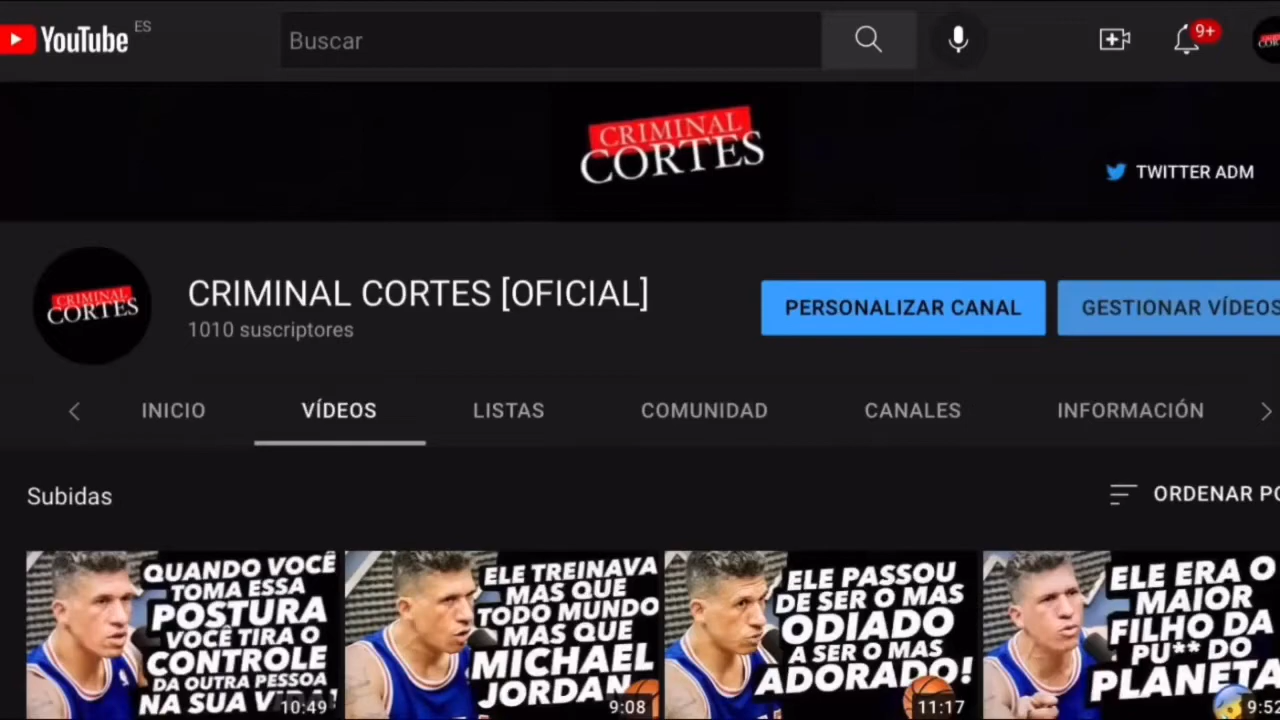 YouTube ES
Buscar
9+
CRIMINAL
CORTES
TWITTER ADM
CRIMINAL
CORTES
CRIMINAL CORTES [OFICIAL]
1010 suscriptores
PERSONALIZAR CANAL
GESTIONAR VÍDEOS
INICIO
VÍDEOS
LISTAS
COMUNIDAD
CANALES
INFORMACIÓN
Subidas
ORDENAR PO
QUANDO VOCÊ
TOMA ESSA
POSTURA
VOCÊ TIRA O
CONTROLE
DA OUTRA PESSOA
NA SUA
10:49
ELE TREINAVA
MAS QUE
TODO MUNDO
MAS QUE
MICHAEL
JORDAN
9:08
ELE PASSOU
DE SER O MAS
ODIADO
A SER O MAS
ADORADO!
11:17
ELE ERA O
MAIOR
FILHO DA
PU** DO
PLANETA
9:52